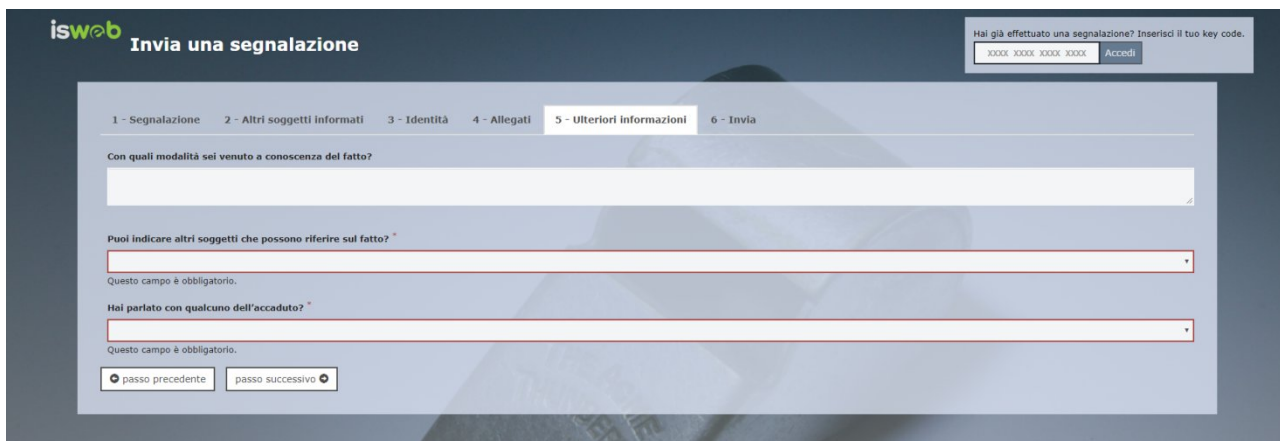 isweb
Invia una segnalazione
Hai già effettuato una segnalazione? Inserisci il tuo key code.
xxxx xxxx xxxx xxxx Accedi
1 - Segnalazione 2 - Altri soggetti informati 3 - Identità 4 - Allegati 5 - Ulteriori informazioni 6 - Invia
Con quali modalità sei venuto a conoscenza del fatto?
Puoi indicare altri soggetti che possono riferire sul fatto? *
Questo campo è obbligatorio.
Hai parlato con qualcuno dell'accaduto? *
Questo campo è obbligatorio.
passo precedente passo successivo